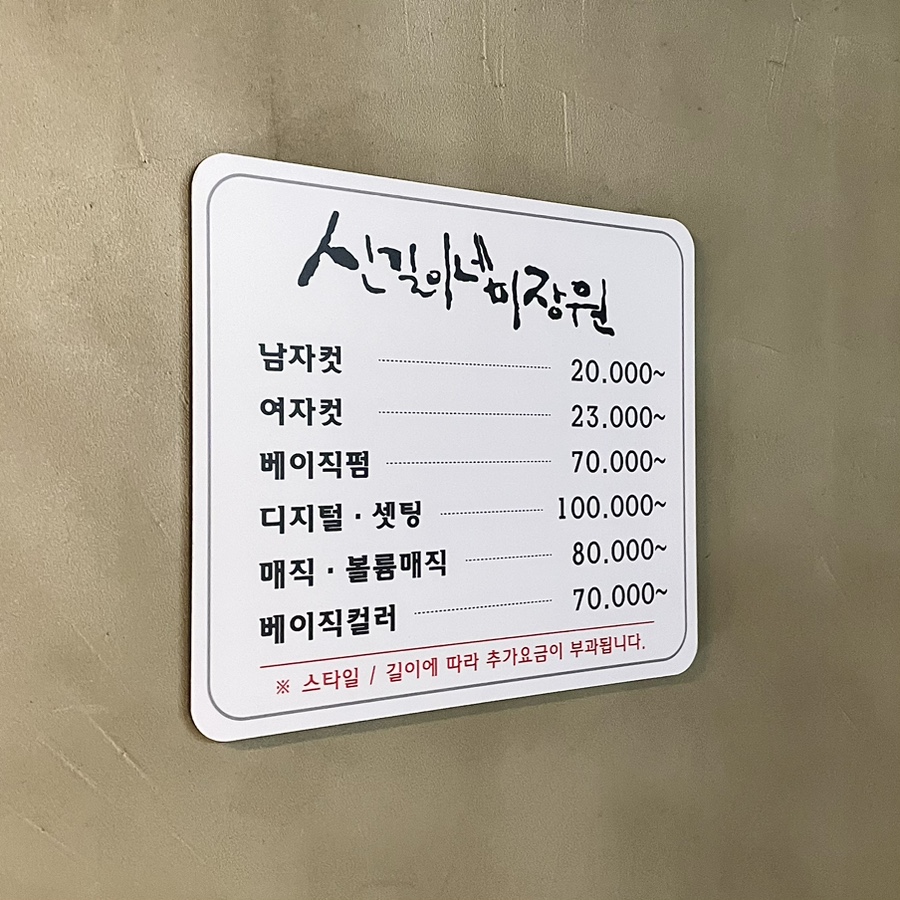 신길이네미장원
남자컷 20.000~
여자컷 23.000~
베이직펌 70.000~
디지털 · 셋팅 100.000~
매직 · 볼륨매직 80.000~
베이직컬러 70.000~
※ 스타일 / 길이에 따라 추가요금이 부과됩니다.